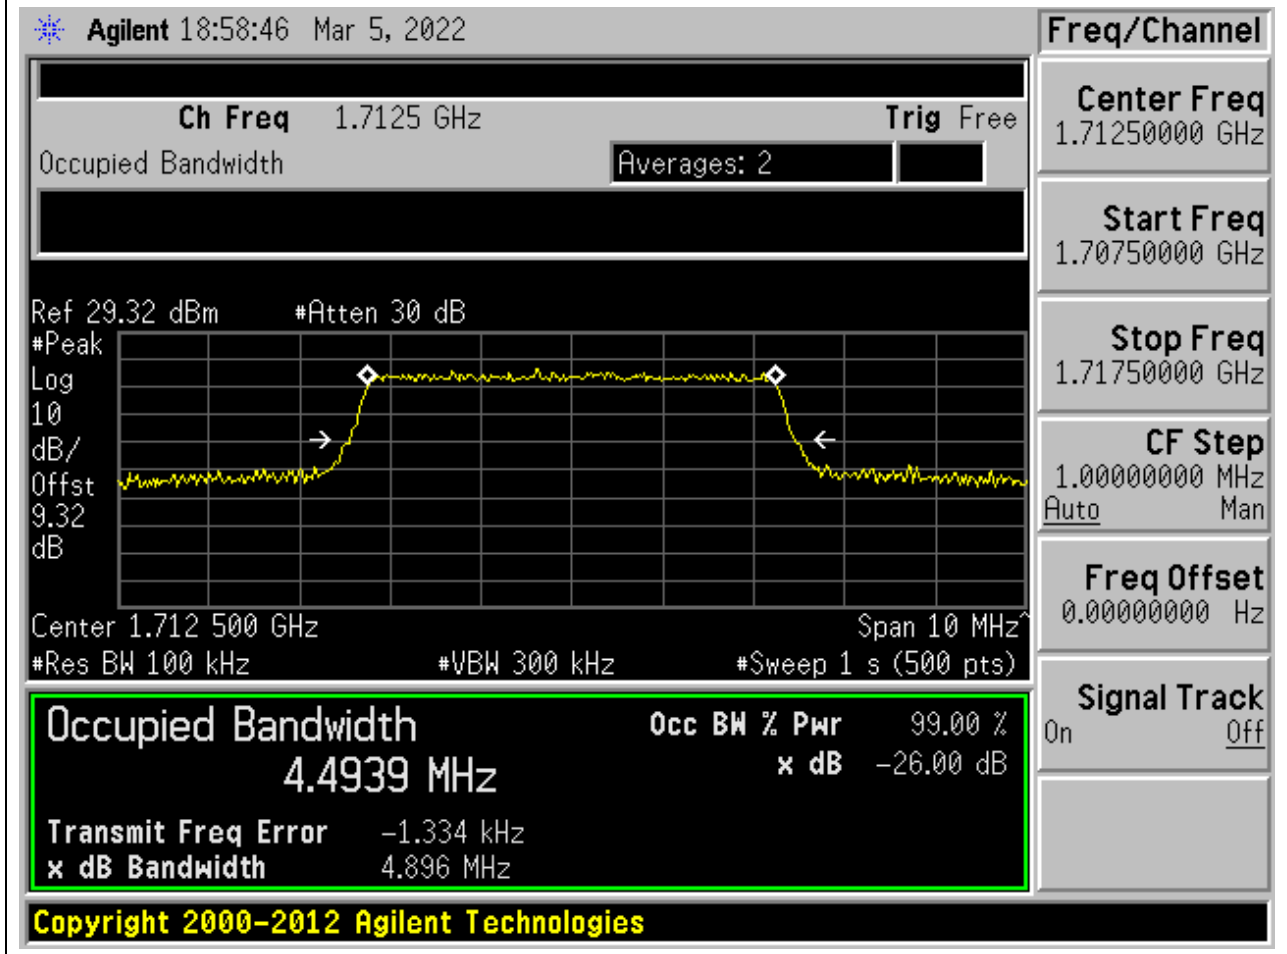 Agilent 18:58:46 Mar 5, 2022
Freq/Channel
Ch Freq 1.7125 GHz Trig Free
Occupied Bandwidth Averages: 2
Ref 29.32 dBm #Atten 30 dB
#Peak
Log
10
dB/
Offst
9.32
dB
Center 1.712 500 GHz Span 10 MHz^
#Res BW 100 kHz #VBW 300 kHz #Sweep 1 s (500 pts)
Occupied Bandwidth Occ BW % Pwr 99.00 %
4.4939 MHz x dB -26.00 dB
Transmit Freq Error -1.334 kHz
x dB Bandwidth 4.896 MHz
Center Freq
1.71250000 GHz
Start Freq
1.70750000 GHz
Stop Freq
1.71750000 GHz
CF Step
1.00000000 MHz
Auto Man
Freq Offset
0.00000000 Hz
Signal Track
On Off
Copyright 2000-2012 Agilent Technologies